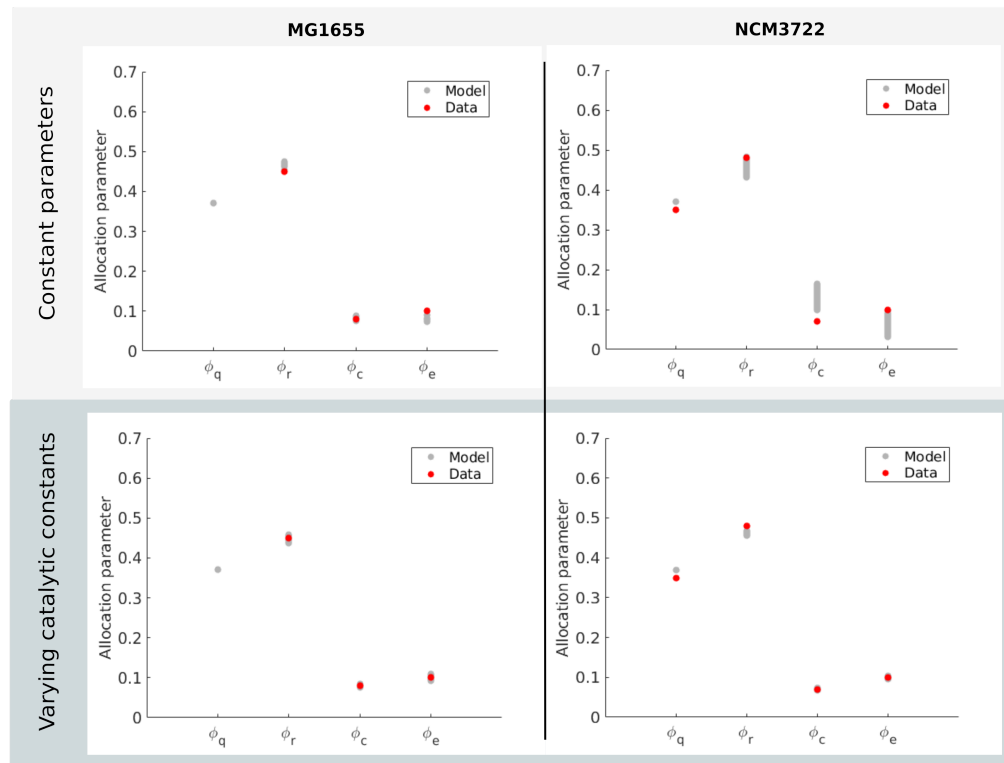 MG1655
NCM3722
Constant parameters
Allocation parameter
0.7
0.6
0.5
0.4
0.3
0.2
0.1
0
ϕq
ϕr
ϕc
ϕe
Model
Data
Allocation parameter
0.7
0.6
0.5
0.4
0.3
0.2
0.1
0
ϕq
ϕr
ϕc
ϕe
Model
Data
Varying catalytic constants
Allocation parameter
0.7
0.6
0.5
0.4
0.3
0.2
0.1
0
ϕq
ϕr
ϕc
ϕe
Model
Data
Allocation parameter
0.7
0.6
0.5
0.4
0.3
0.2
0.1
0
ϕq
ϕr
ϕc
ϕe
Model
Data